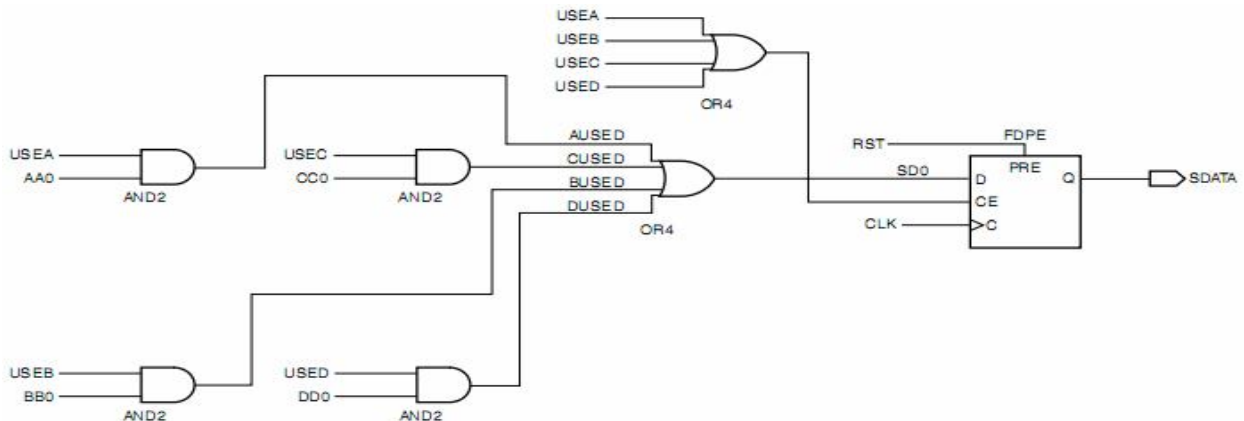 USEA
USEB
USEC
USED
OR4
AUSED
CUSED
BUSED
DUSED
OR4
USEA
AA0
AND2
USEC
CC0
AND2
USEB
BB0
AND2
USED
DD0
AND2
RST
FDPE
PRE
SD0
D
Q
CE
CLK
C
SDATA